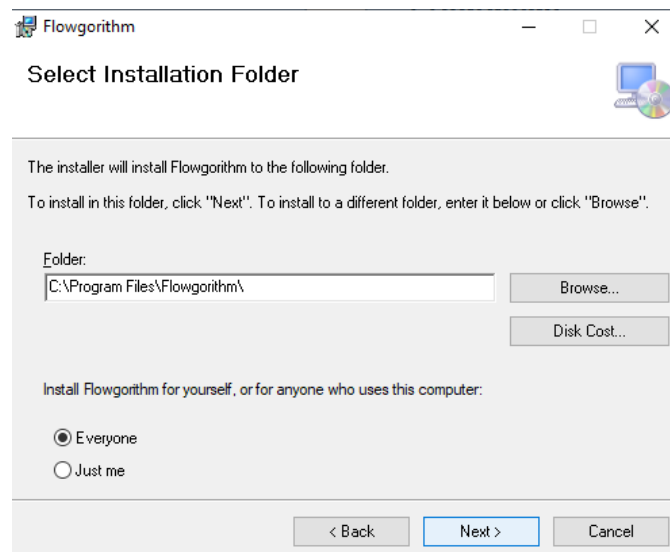 Flowgorithm
Select Installation Folder
The installer will install Flowgorithm to the following folder.
To install in this folder, click "Next". To install to a different folder, enter it below or click "Browse".
Folder:
C:\Program Files\Flowgorithm\
Browse...
Disk Cost...
Install Flowgorithm for yourself, or for anyone who uses this computer:
Everyone
Just me
< Back
Next >
Cancel